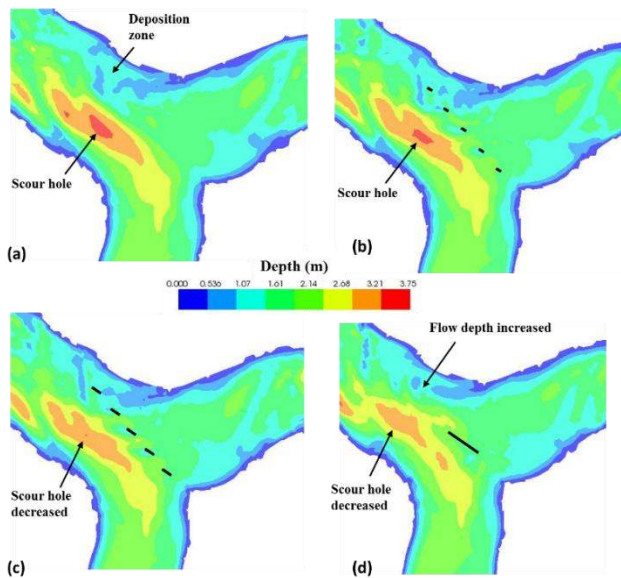 Deposition
zone
Scour hole
(a)
Scour hole
(b)
Depth (m)
0.000 0.536 1.07 1.61 2.14 2.68 3.21 3.75
Scour hole
decreased
(c)
Flow depth increased
Scour hole
decreased
(d)